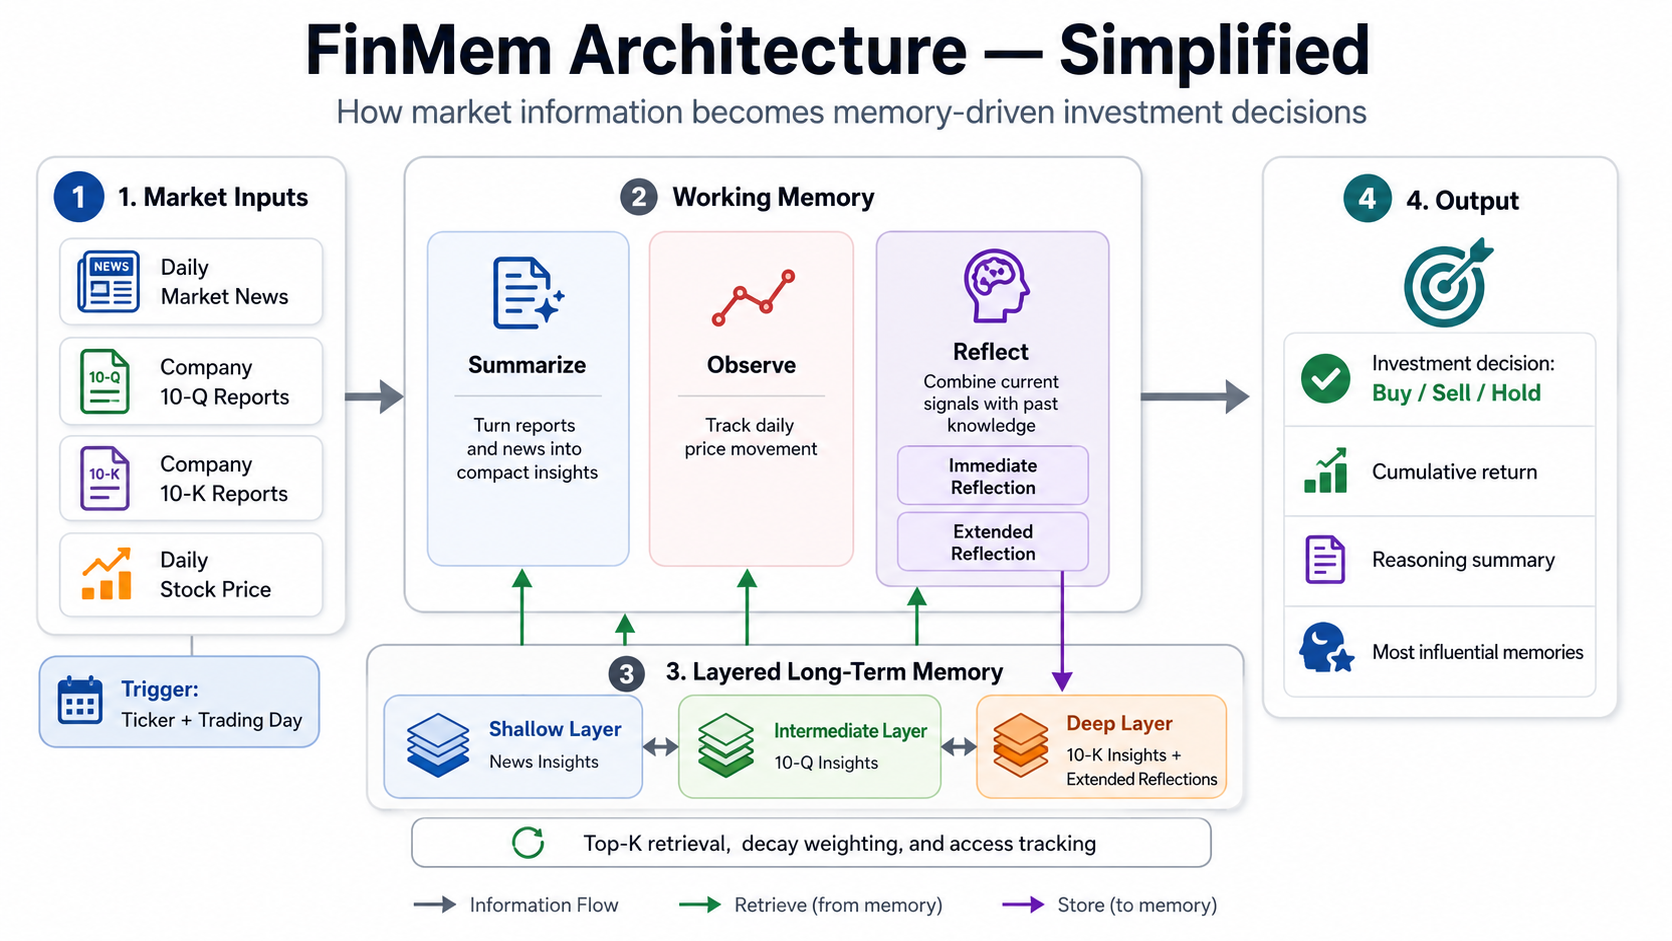 FinMem Architecture — Simplified
How market information becomes memory-driven investment decisions
1
1. Market Inputs
NEWS
Daily
Market News
10-Q
Company
10-Q Reports
10-K
Company
10-K Reports
Daily
Stock Price
Trigger:
Ticker + Trading Day
2
Working Memory
Summarize
Turn reports
and news into
compact insights
Observe
Track daily
price movement
Reflect
Combine current
signals with past
knowledge
Immediate
Reflection
Extended
Reflection
3
3. Layered Long-Term Memory
Shallow Layer
News Insights
Intermediate Layer
10-Q Insights
Deep Layer
10-K Insights +
Extended Reflections
Top-K retrieval, decay weighting, and access tracking
4
4. Output
Investment decision:
Buy / Sell / Hold
Cumulative return
Reasoning summary
Most influential memories
Information Flow
Retrieve (from memory)
Store (to memory)